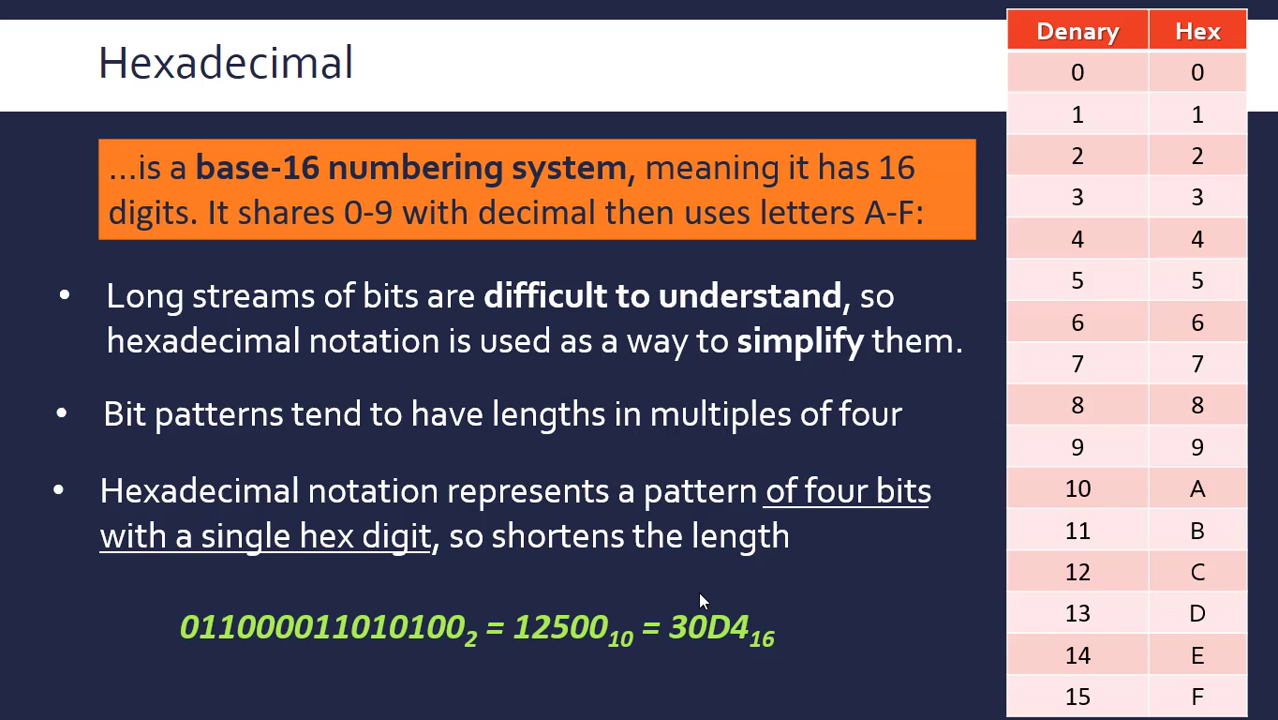 Hexadecimal
...is a base-16 numbering system, meaning it has 16
digits. It shares 0-9 with decimal then uses letters A-F:
• Long streams of bits are difficult to understand, so
hexadecimal notation is used as a way to simplify them.
• Bit patterns tend to have lengths in multiples of four
• Hexadecimal notation represents a pattern of four bits
with a single hex digit, so shortens the length
011000011010100₂ = 12500₁₀ = 30D4₁₆
Denary Hex
0 0
1 1
2 2
3 3
4 4
5 5
6 6
7 7
8 8
9 9
10 A
11 B
12 C
13 D
14 E
15 F